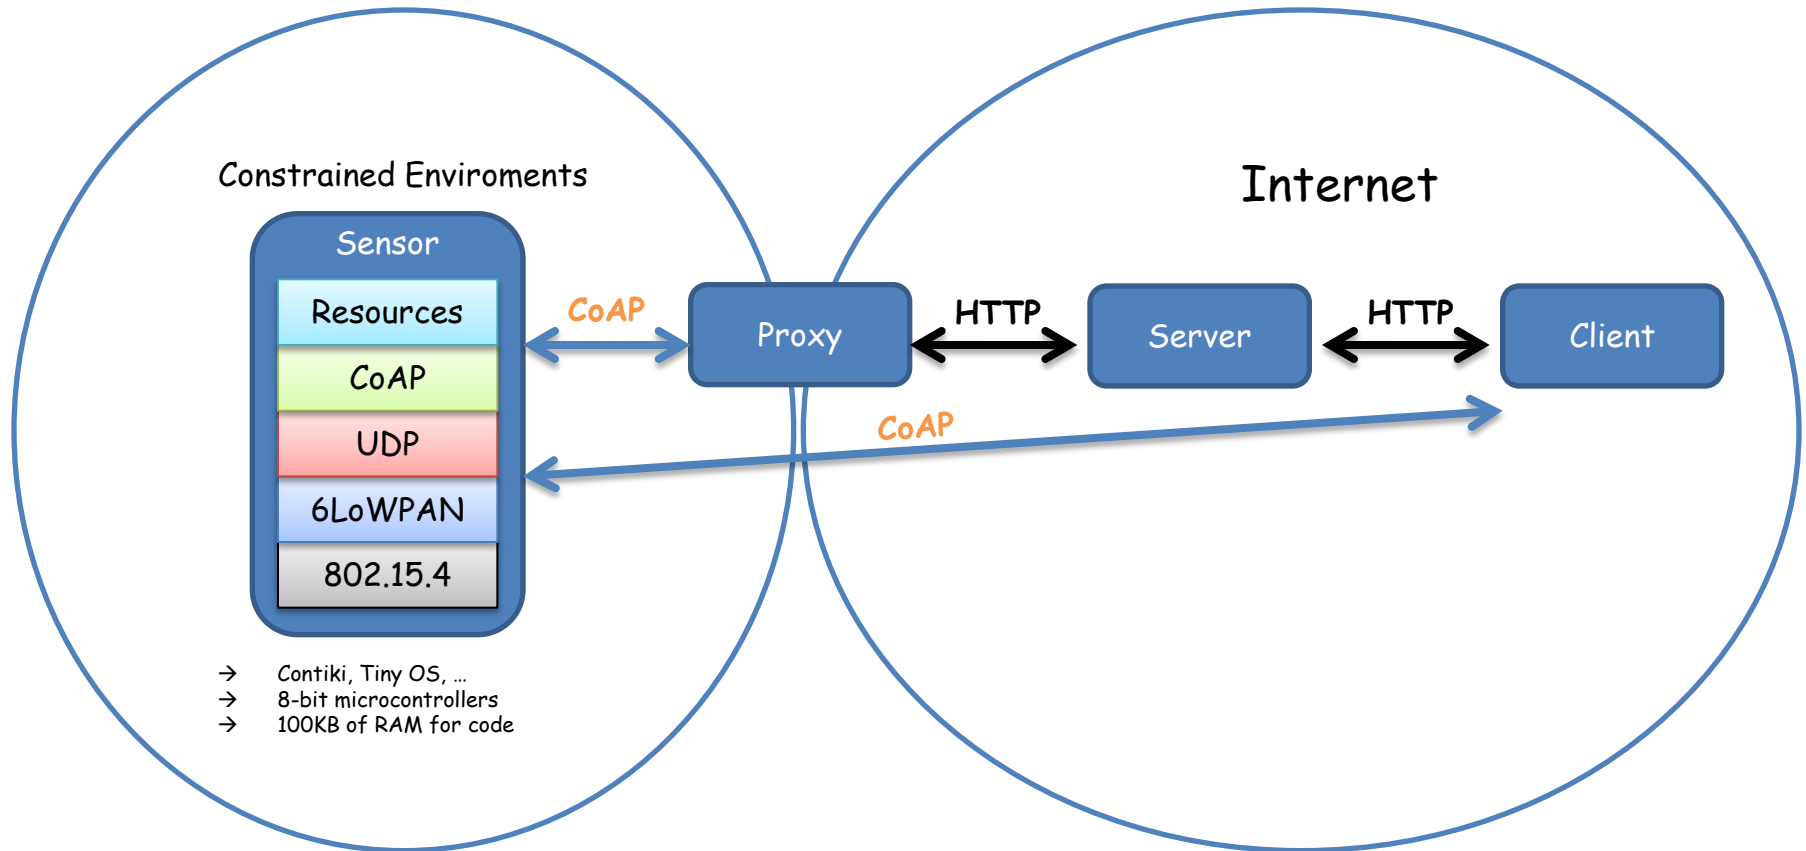 Constrained Enviroments
Internet
Sensor
Resources
CoAP
UDP
6LoWPAN
802.15.4
CoAP
Proxy
HTTP
Server
HTTP
Client
CoAP
→ Contiki, Tiny OS, …
→ 8-bit microcontrollers
→ 100KB of RAM for code